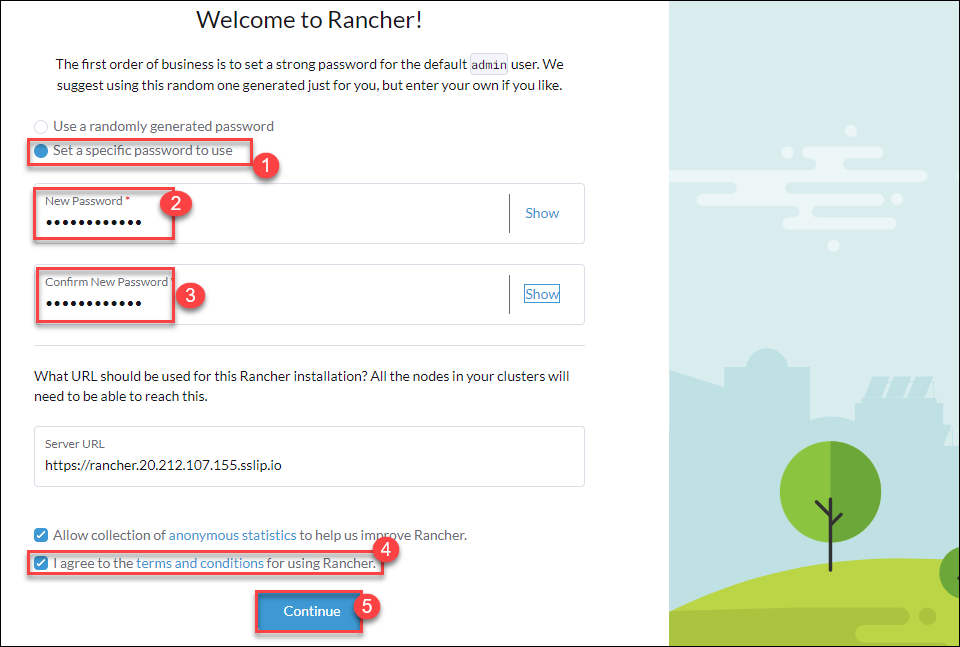 Welcome to Rancher!
The first order of business is to set a strong password for the default admin user. We
suggest using this random one generated just for you, but enter your own if you like.
Use a randomly generated password
Set a specific password to use
1
New Password *
••••••••••••
2
Show
Confirm New Password *
••••••••••••
3
Show
What URL should be used for this Rancher installation? All the nodes in your clusters will
need to be able to reach this.
Server URL
https://rancher.20.212.107.155.sslip.io
Allow collection of anonymous statistics to help us improve Rancher.
I agree to the terms and conditions for using Rancher.
4
Continue
5